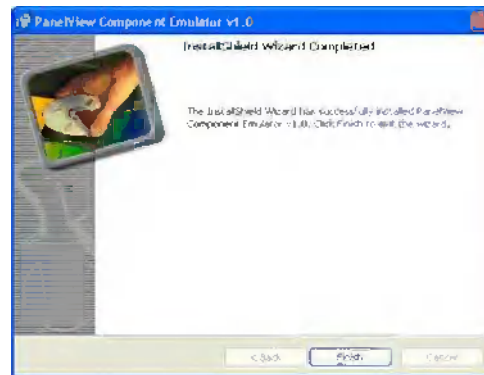 PanelView Component Emulator v1.0
InstallShield Wizard Completed
The InstallShield Wizard has successfully installed PanelView
Component Emulator v1.0. Click Finish to exit the wizard.
< Back
Finish
Cancel